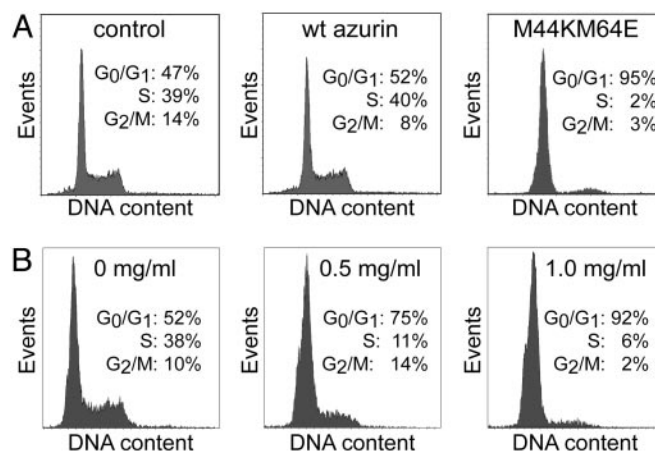 A
control
wt azurin
M44KM64E
Events
G0/G1: 47%
S: 39%
G2/M: 14%
DNA content
Events
G0/G1: 52%
S: 40%
G2/M: 8%
DNA content
Events
G0/G1: 95%
S: 2%
G2/M: 3%
DNA content
B
0 mg/ml
0.5 mg/ml
1.0 mg/ml
Events
G0/G1: 52%
S: 38%
G2/M: 10%
DNA content
Events
G0/G1: 75%
S: 11%
G2/M: 14%
DNA content
Events
G0/G1: 92%
S: 6%
G2/M: 2%
DNA content